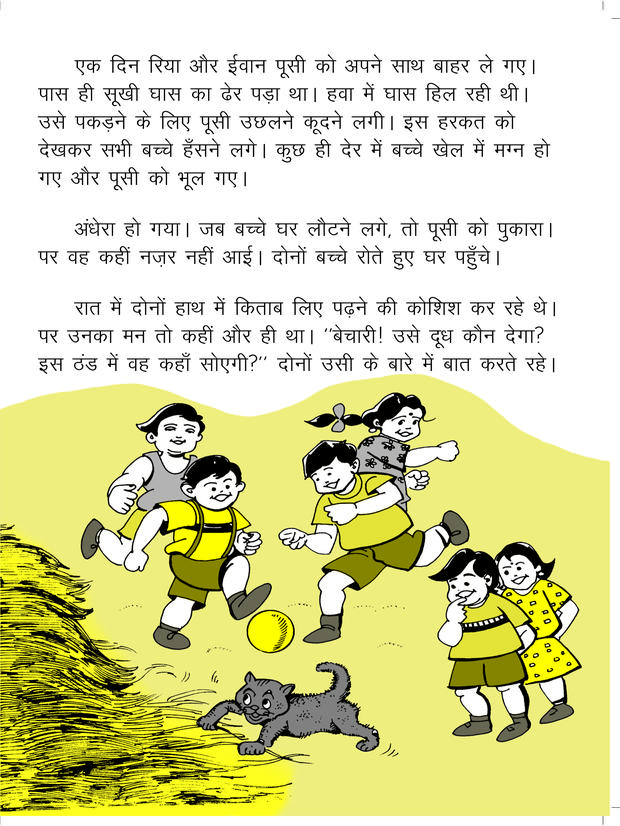 एक दिन रिया और ईवान पूसी को अपने साथ बाहर ले गए।
पास ही सूखी घास का ढेर पड़ा था। हवा में घास हिल रही थी।
उसे पकड़ने के लिए पूसी उछलने कूदने लगी। इस हरकत को
देखकर सभी बच्चे हँसने लगे। कुछ ही देर में बच्चे खेल में मग्न हो
गए और पूसी को भूल गए।
अंधेरा हो गया। जब बच्चे घर लौटने लगे, तो पूसी को पुकारा।
पर वह कहीं नज़र नहीं आई। दोनों बच्चे रोते हुए घर पहुँचे।
रात में दोनों हाथ में किताब लिए पढ़ने की कोशिश कर रहे थे।
पर उनका मन तो कहीं और ही था। ‘‘बेचारी! उसे दूध कौन देगा?
इस ठंड में वह कहाँ सोएगी?’’ दोनों उसी के बारे में बात करते रहे।